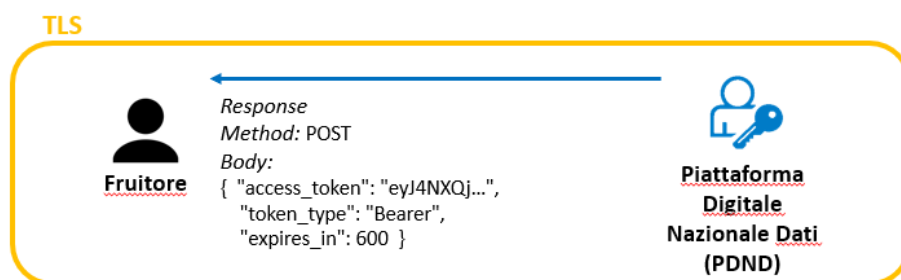 TLS
Response
Method: POST
Body:
{ "access_token": "eyJ4NXQj...",
"token_type": "Bearer",
"expires_in": 600 }
Fruitore
Piattaforma
Digitale
Nazionale Dati
(PDND)